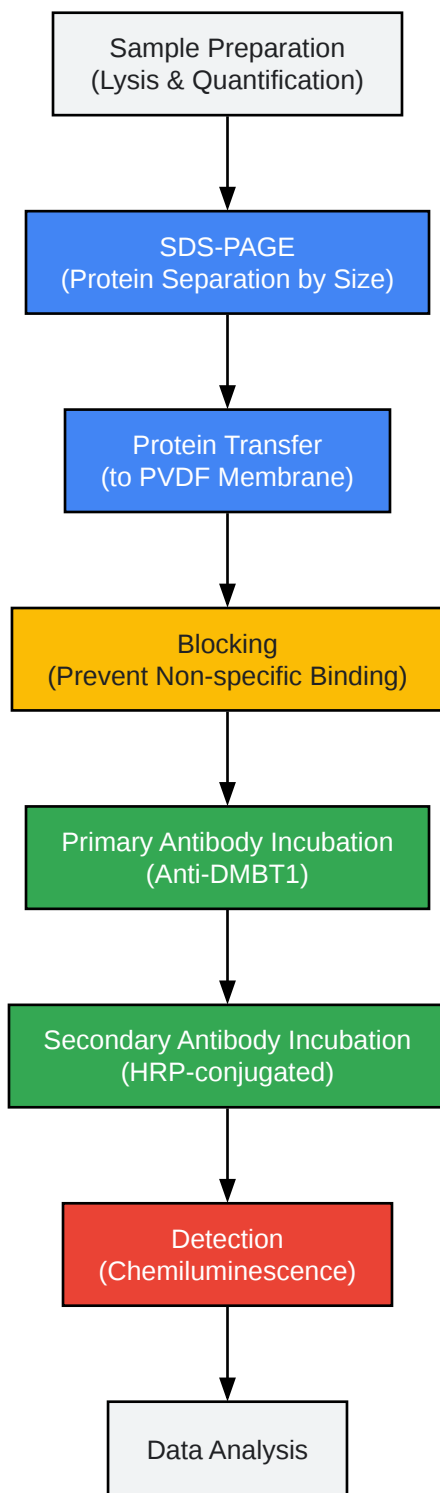 Sample Preparation
(Lysis & Quantification)
SDS-PAGE
(Protein Separation by Size)
Protein Transfer
(to PVDF Membrane)
Blocking
(Prevent Non-specific Binding)
Primary Antibody Incubation
(Anti-DMBT1)
Secondary Antibody Incubation
(HRP-conjugated)
Detection
(Chemiluminescence)
Data Analysis